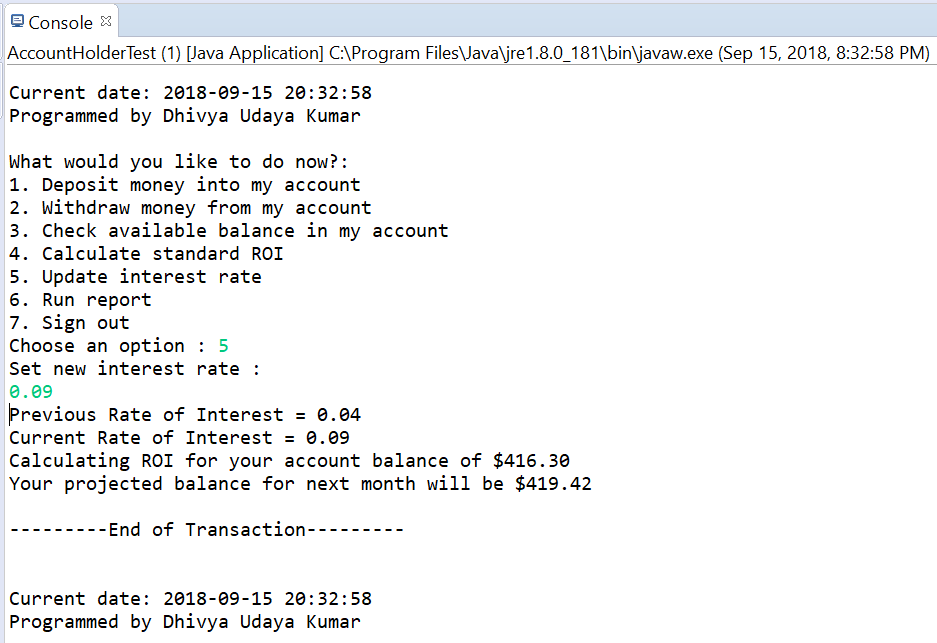 Console
AccountHolderTest (1) [Java Application] C:\Program Files\Java\jre1.8.0_181\bin\javaw.exe (Sep 15, 2018, 8:32:58 PM)
Current date: 2018-09-15 20:32:58
Programmed by Dhivya Udaya Kumar
What would you like to do now?:
1. Deposit money into my account
2. Withdraw money from my account
3. Check available balance in my account
4. Calculate standard ROI
5. Update interest rate
6. Run report
7. Sign out
Choose an option : 5
Set new interest rate :
0.09
Previous Rate of Interest = 0.04
Current Rate of Interest = 0.09
Calculating ROI for your account balance of $416.30
Your projected balance for next month will be $419.42
---------End of Transaction---------
Current date: 2018-09-15 20:32:58
Programmed by Dhivya Udaya Kumar